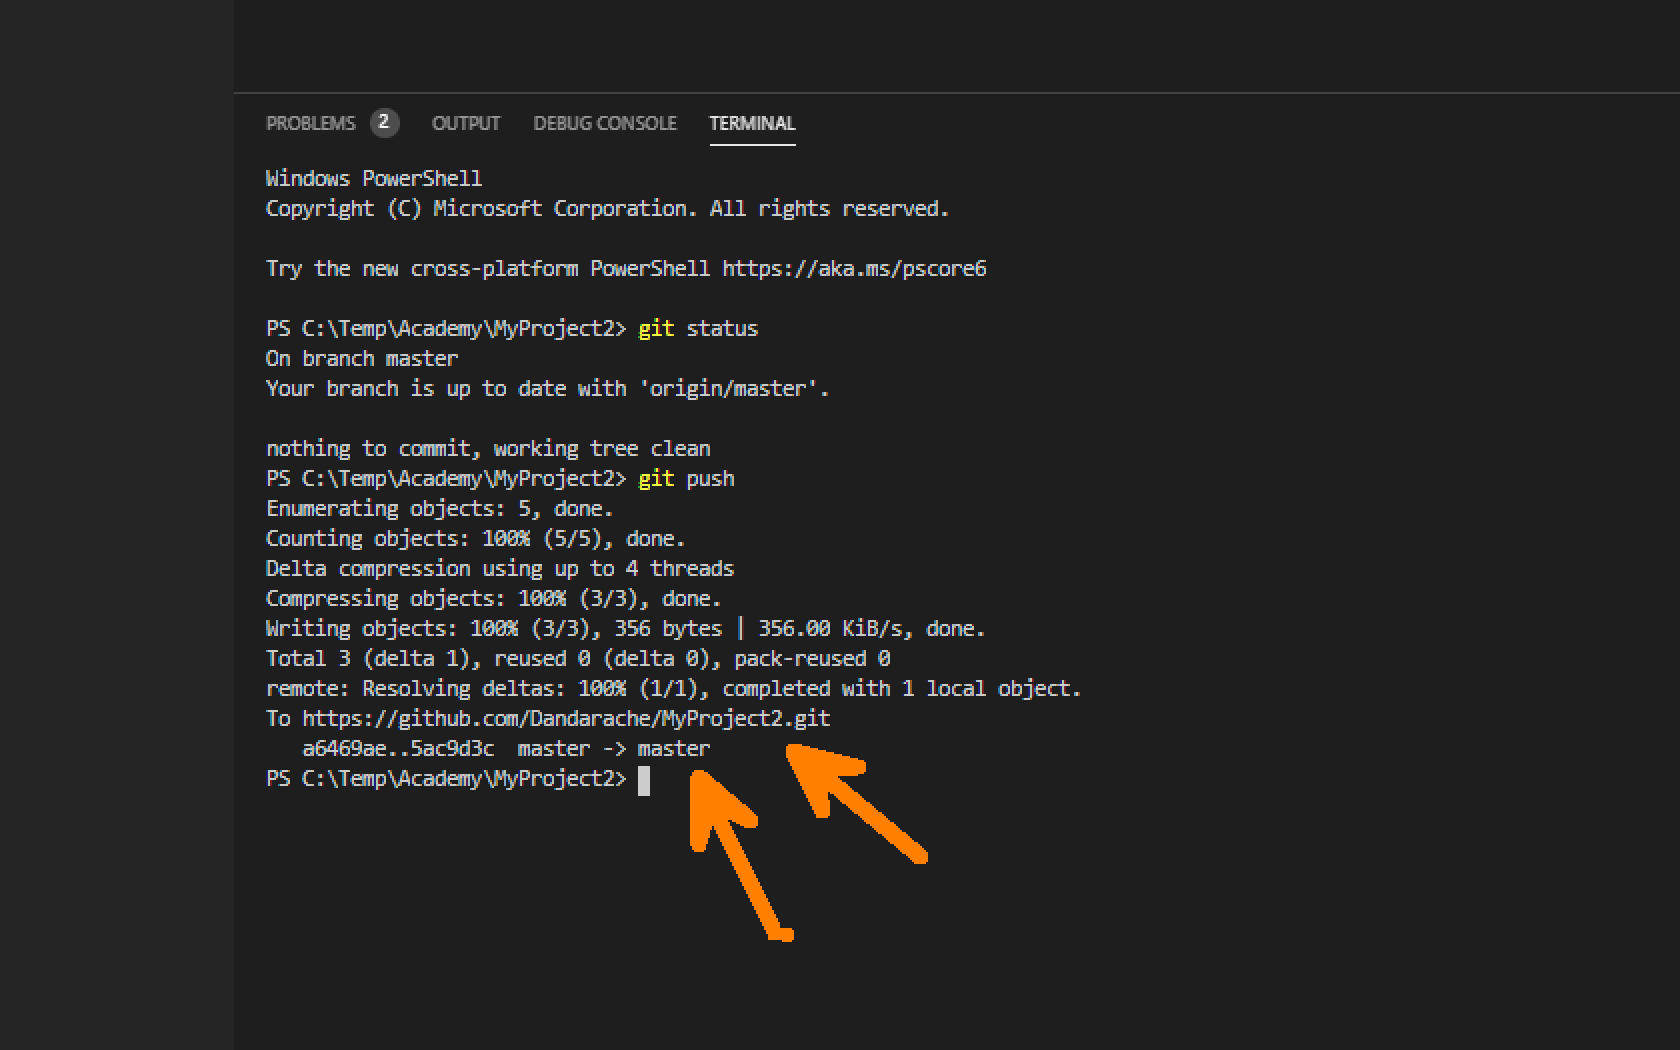 PROBLEMS 2 OUTPUT DEBUG CONSOLE TERMINAL
Windows PowerShell
Copyright (C) Microsoft Corporation. All rights reserved.
Try the new cross-platform PowerShell https://aka.ms/pscore6
PS C:\Temp\Academy\MyProject2> git status
On branch master
Your branch is up to date with 'origin/master'.
nothing to commit, working tree clean
PS C:\Temp\Academy\MyProject2> git push
Enumerating objects: 5, done.
Counting objects: 100% (5/5), done.
Delta compression using up to 4 threads
Compressing objects: 100% (3/3), done.
Writing objects: 100% (3/3), 356 bytes | 356.00 KiB/s, done.
Total 3 (delta 1), reused 0 (delta 0), pack-reused 0
remote: Resolving deltas: 100% (1/1), completed with 1 local object.
To https://github.com/Dandarache/MyProject2.git
a6469ae..5ac9d3c  master -> master
PS C:\Temp\Academy\MyProject2>